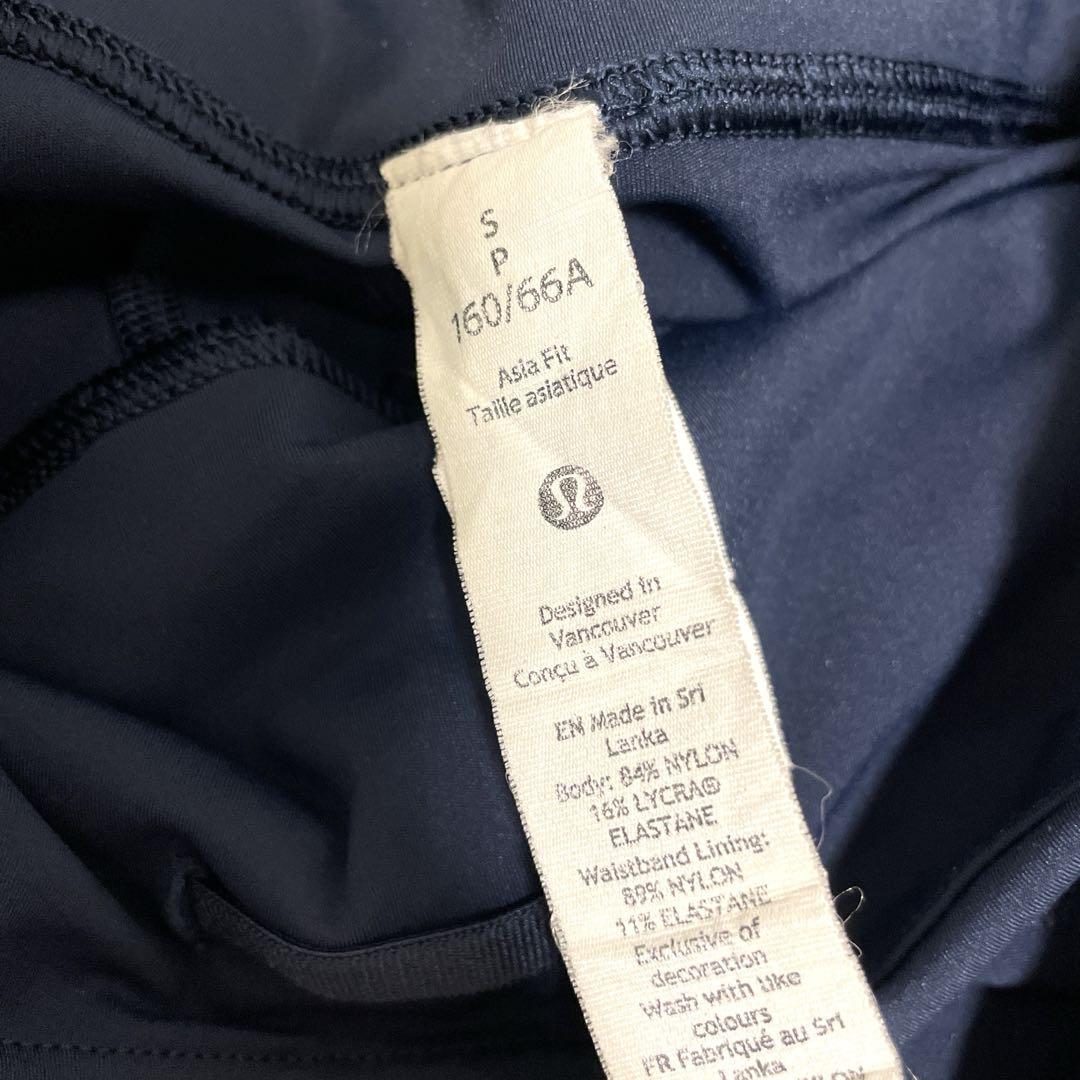 S
P
160/66A
Asia Fit
Taille asiatique
Designed in
Vancouver
Conçu à Vancouver
EN Made in Sri
Lanka
Body: 84% NYLON
16% LYCRA®
ELASTANE
Waistband Lining:
89% NYLON
11% ELASTANE
Exclusive of
decoration
Wash with like
colours
FR Fabriqué au Sri
Lanka
NYLON